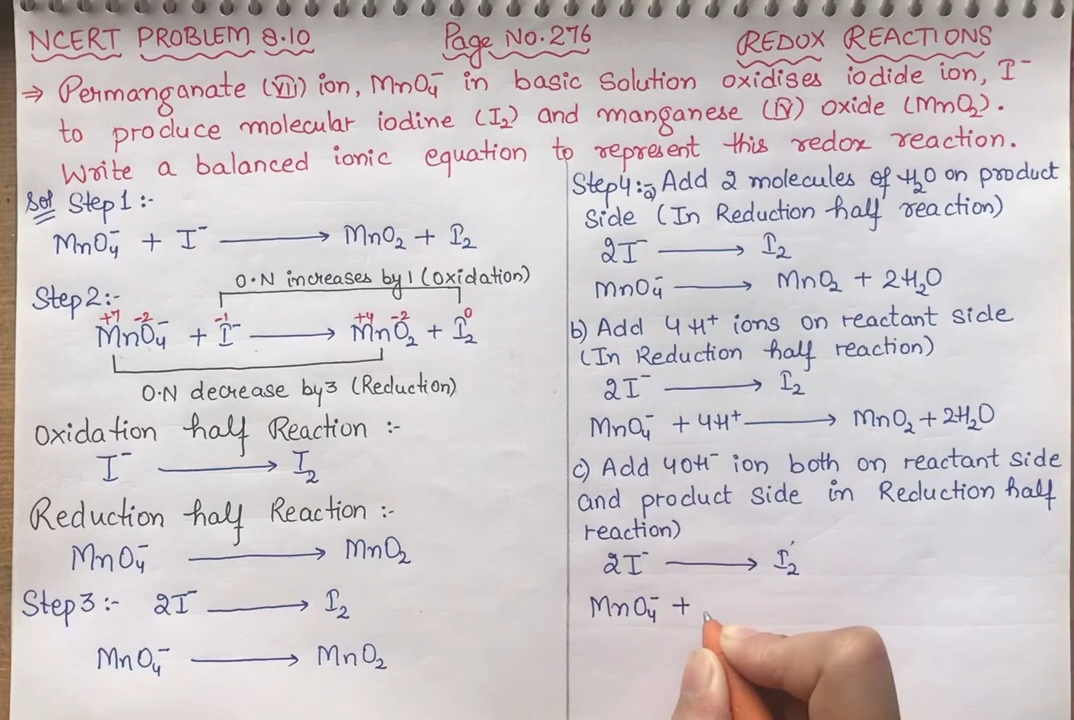 NCERT PROBLEM 8.10 Page No. 276 REDOX REACTIONS
⇒ Permanganate (VII) ion, MnO₄⁻ in basic solution oxidises iodide ion, I⁻
to produce molecular iodine (I₂) and manganese (IV) oxide (MnO₂).
Write a balanced ionic equation to represent this redox reaction.
Sol Step 1 :-
MnO₄⁻ + I⁻ ⟶ MnO₂ + I₂
O.N increases by 1 (Oxidation)
Step 2 :-
+7 -2 -1 +4 -2 0
MnO₄⁻ + I⁻ ⟶ MnO₂ + I₂
O.N decrease by 3 (Reduction)
Oxidation half Reaction :-
I⁻ ⟶ I₂
Reduction half Reaction :-
MnO₄⁻ ⟶ MnO₂
Step 3 :- 2I⁻ ⟶ I₂
MnO₄⁻ ⟶ MnO₂
Step 4 :- a) Add 2 molecules of H₂O on product
side (In Reduction half reaction)
2I⁻ ⟶ I₂
MnO₄⁻ ⟶ MnO₂ + 2H₂O
b) Add 4H⁺ ions on reactant side
(In Reduction half reaction)
2I⁻ ⟶ I₂
MnO₄⁻ + 4H⁺ ⟶ MnO₂ + 2H₂O
c) Add 4OH⁻ ion both on reactant side
and product side in Reduction half
reaction)
2I⁻ ⟶ I₂
MnO₄⁻ +